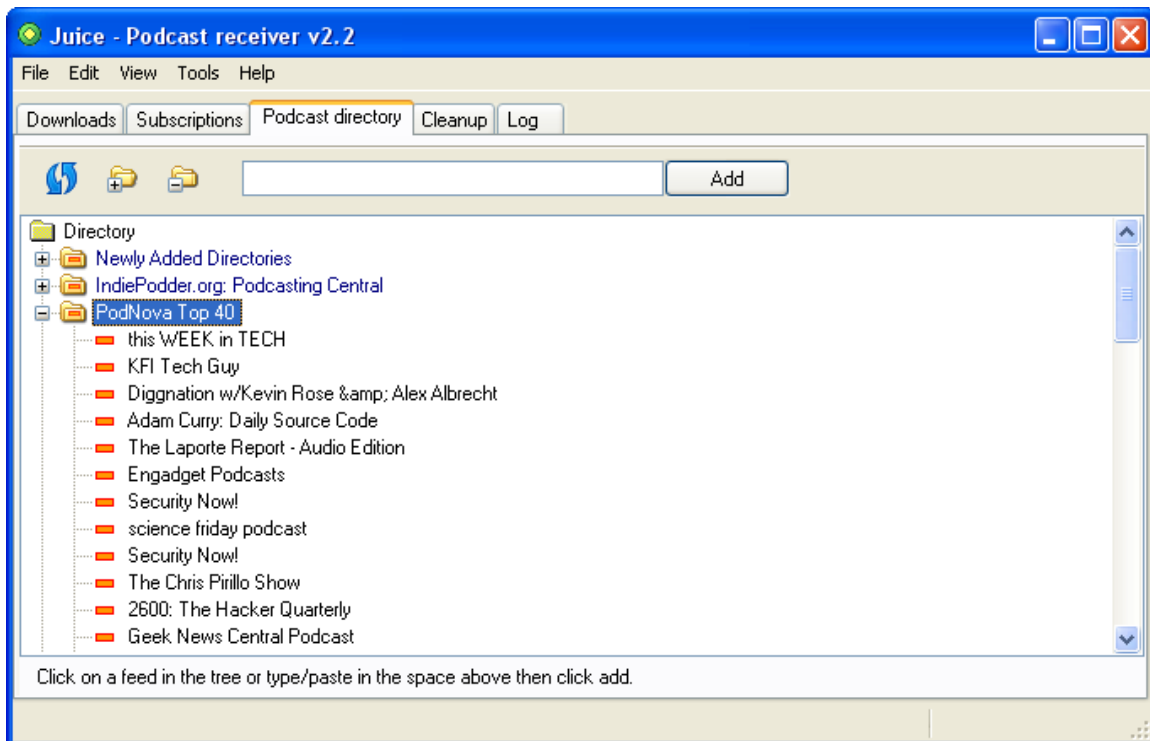 Juice - Podcast receiver v2.2
File Edit View Tools Help
Downloads Subscriptions Podcast directory Cleanup Log
Add
Directory
Newly Added Directories
IndiePodder.org: Podcasting Central
PodNova Top 40
this WEEK in TECH
KFI Tech Guy
Diggnation w/Kevin Rose &amp; Alex Albrecht
Adam Curry: Daily Source Code
The Laporte Report - Audio Edition
Engadget Podcasts
Security Now!
science friday podcast
Security Now!
The Chris Pirillo Show
2600: The Hacker Quarterly
Geek News Central Podcast
Click on a feed in the tree or type/paste in the space above then click add.